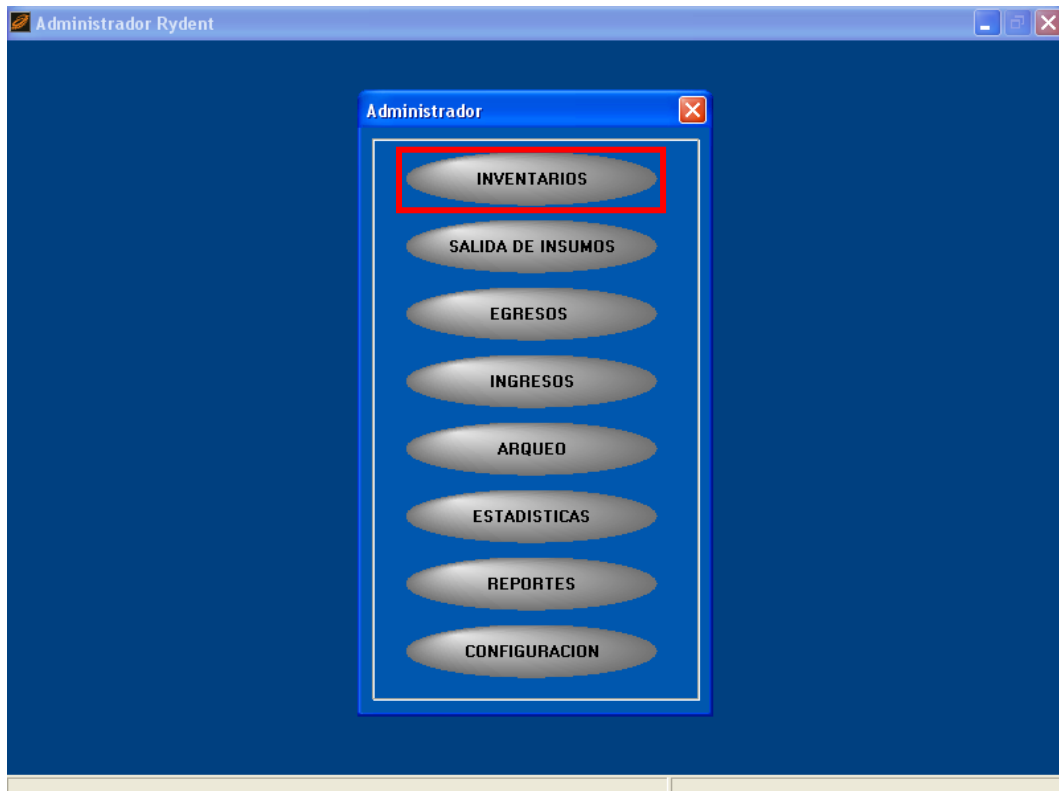 Administrador Rydent
Administrador
INVENTARIOS
SALIDA DE INSUMOS
EGRESOS
INGRESOS
ARQUEO
ESTADISTICAS
REPORTES
CONFIGURACION